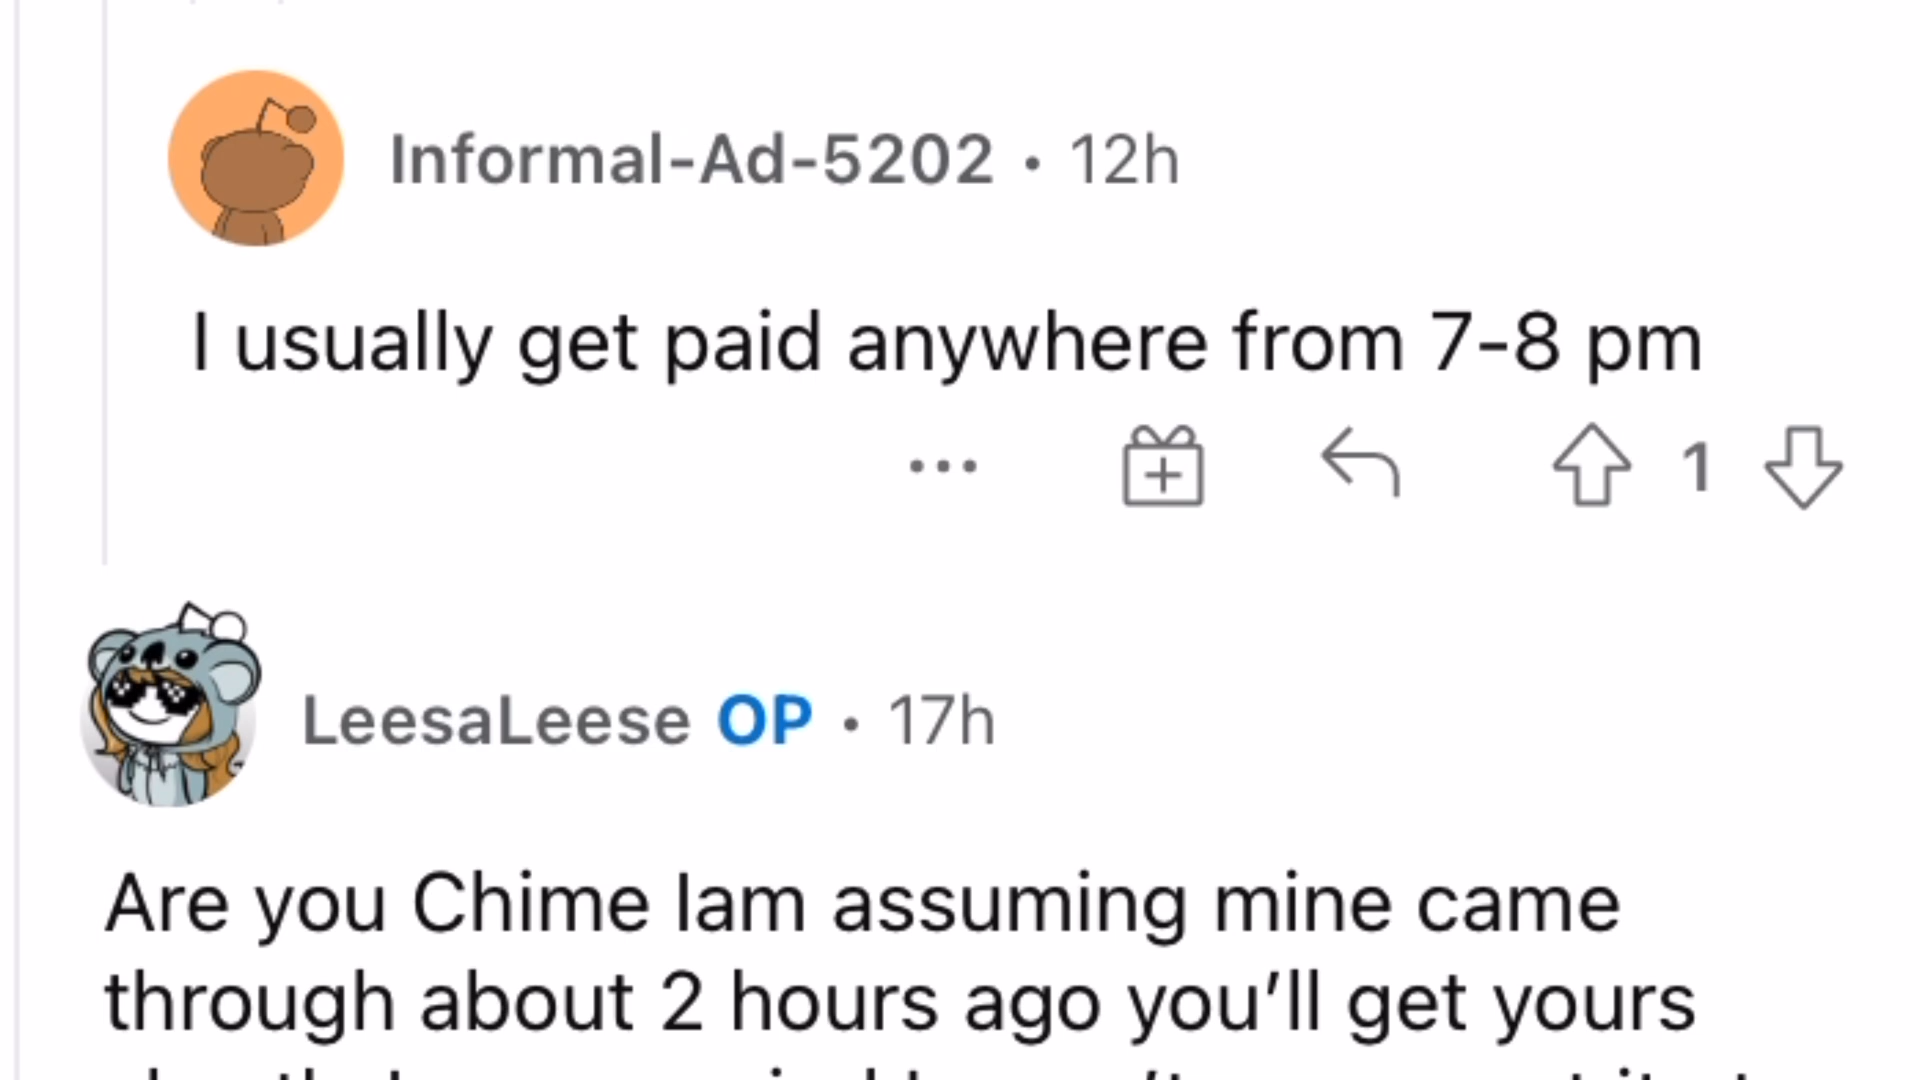 Informal-Ad-5202 • 12h
I usually get paid anywhere from 7-8 pm
1
LeesaLeese OP • 17h
Are you Chime Iam assuming mine came
through about 2 hours ago you’ll get yours